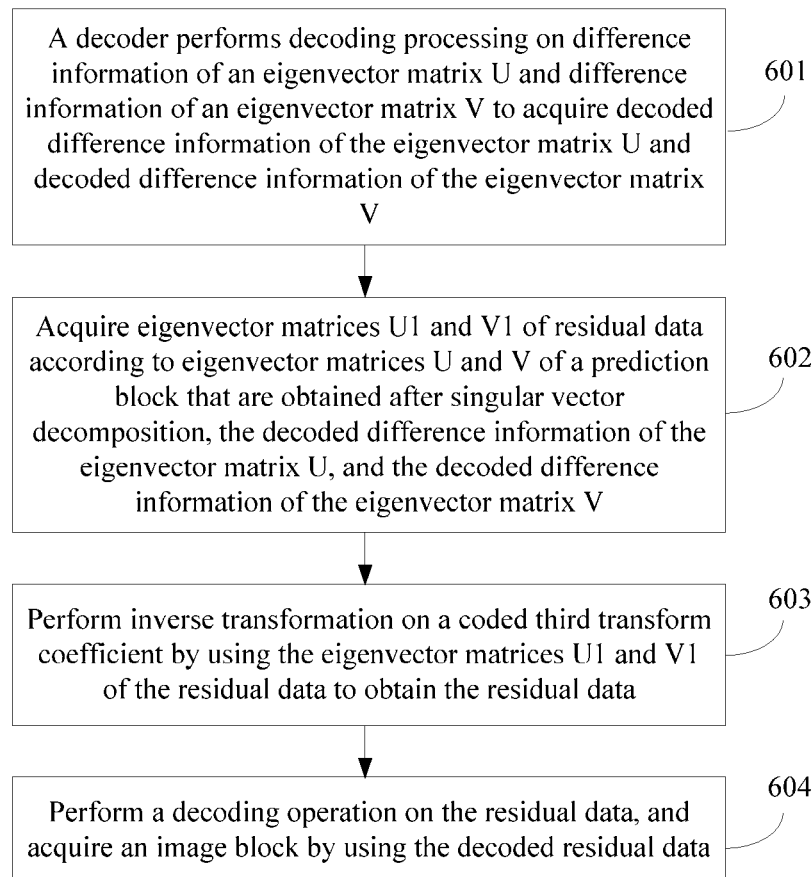 A decoder performs decoding processing on difference
information of an eigenvector matrix U and difference
information of an eigenvector matrix V to acquire decoded
difference information of the eigenvector matrix U and
decoded difference information of the eigenvector matrix
V
601
Acquire eigenvector matrices U1 and V1 of residual data
according to eigenvector matrices U and V of a prediction
block that are obtained after singular vector
decomposition, the decoded difference information of the
eigenvector matrix U, and the decoded difference
information of the eigenvector matrix V
602
Perform inverse transformation on a coded third transform
coefficient by using the eigenvector matrices U1 and V1
of the residual data to obtain the residual data
603
Perform a decoding operation on the residual data, and
acquire an image block by using the decoded residual data
604